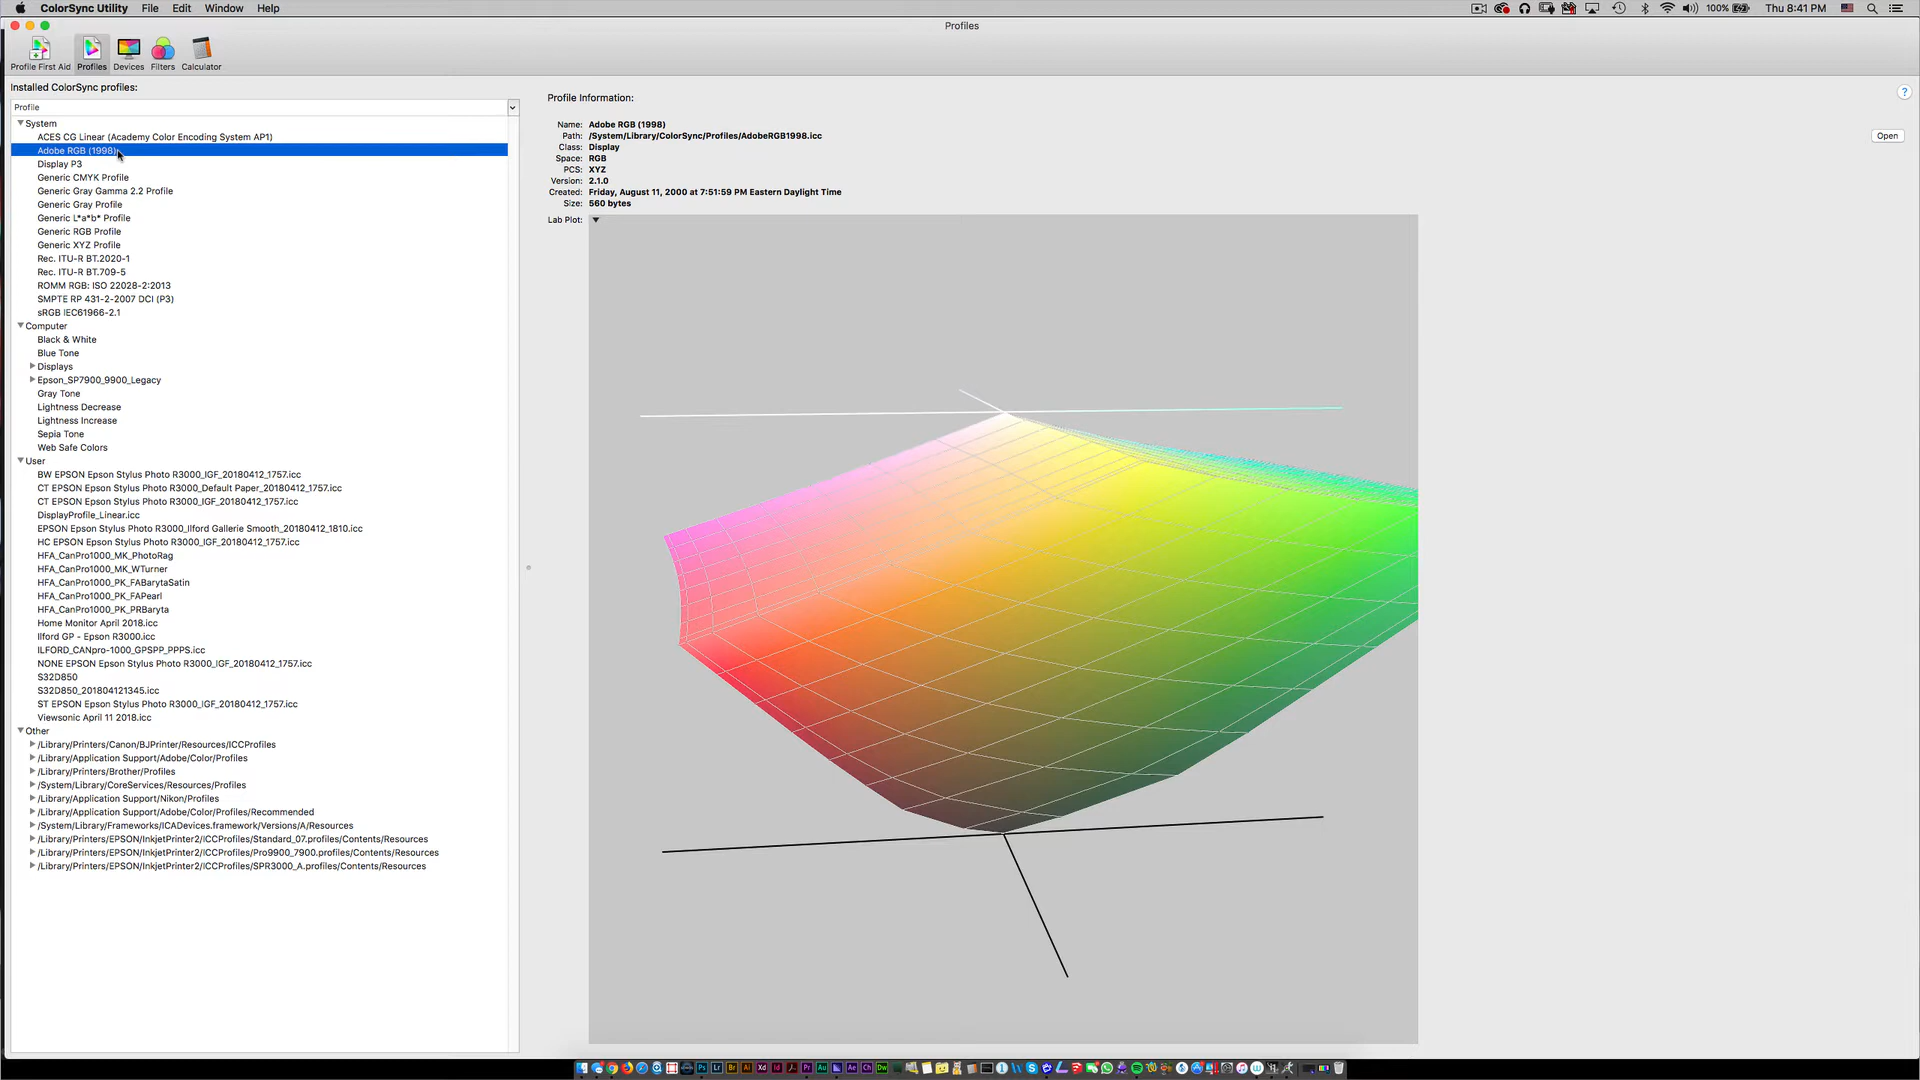 ColorSync Utility File Edit Window Help
100% Thu 8:41 PM
Profiles
Profile First Aid Profiles Devices Filters Calculator
Installed ColorSync profiles:
Profile
System
ACES CG Linear (Academy Color Encoding System AP1)
Adobe RGB (1998)
Display P3
Generic CMYK Profile
Generic Gray Gamma 2.2 Profile
Generic Gray Profile
Generic L*a*b* Profile
Generic RGB Profile
Generic XYZ Profile
Rec. ITU-R BT.2020-1
Rec. ITU-R BT.709-5
ROMM RGB: ISO 22028-2:2013
SMPTE RP 431-2-2007 DCI (P3)
sRGB IEC61966-2.1
Computer
Black & White
Blue Tone
Displays
Epson_SP7900_9900_Legacy
Gray Tone
Lightness Decrease
Lightness Increase
Sepia Tone
Web Safe Colors
User
BW EPSON Epson Stylus Photo R3000_IGF_20180412_1757.icc
CT EPSON Epson Stylus Photo R3000_Default Paper_20180412_1757.icc
CT EPSON Epson Stylus Photo R3000_IGF_20180412_1757.icc
DisplayProfile_Linear.icc
EPSON Epson Stylus Photo R3000_Ilford Gallerie Smooth_20180412_1810.icc
HC EPSON Epson Stylus Photo R3000_IGF_20180412_1757.icc
HFA_CanPro1000_MK_PhotoRag
HFA_CanPro1000_MK_WTurner
HFA_CanPro1000_PK_FABarytaSatin
HFA_CanPro1000_PK_FAPearl
HFA_CanPro1000_PK_PRBaryta
Home Monitor April 2018.icc
Ilford GP - Epson R3000.icc
ILFORD_CANpro-1000_GPSPP_PPPS.icc
NONE EPSON Epson Stylus Photo R3000_IGF_20180412_1757.icc
S32D850
S32D850_201804121345.icc
ST EPSON Epson Stylus Photo R3000_IGF_20180412_1757.icc
Viewsonic April 11 2018.icc
Other
/Library/Printers/Canon/BJPrinter/Resources/ICCProfiles
/Library/Application Support/Adobe/Color/Profiles
/Library/Printers/Brother/Profiles
/System/Library/CoreServices/Resources/Profiles
/Library/Application Support/Nikon/Profiles
/Library/Application Support/Adobe/Color/Profiles/Recommended
/System/Library/Frameworks/ICADevices.framework/Versions/A/Resources
/Library/Printers/EPSON/InkjetPrinter2/ICCProfiles/Standard_07.profiles/Contents/Resources
/Library/Printers/EPSON/InkjetPrinter2/ICCProfiles/Pro9900_7900.profiles/Contents/Resources
/Library/Printers/EPSON/InkjetPrinter2/ICCProfiles/SPR3000_A.profiles/Contents/Resources
Profile Information:
?
Name: Adobe RGB (1998)
Path: /System/Library/ColorSync/Profiles/AdobeRGB1998.icc
Open
Class: Display
Space: RGB
PCS: XYZ
Version: 2.1.0
Created: Friday, August 11, 2000 at 7:51:59 PM Eastern Daylight Time
Size: 560 bytes
Lab Plot:
Ps Lr Br Ai Xd Id Pr Au Ae Ch Dw